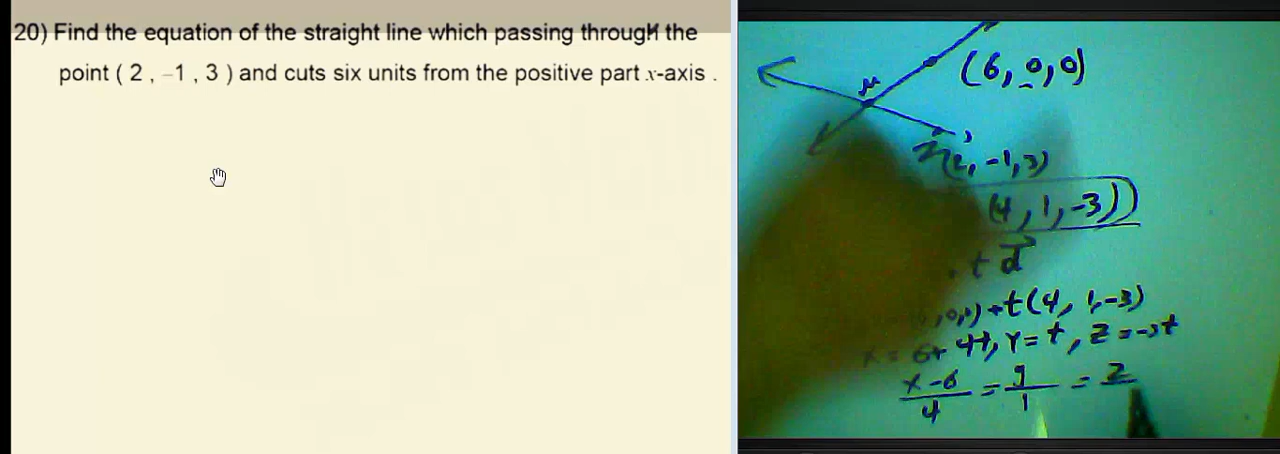 20) Find the equation of the straight line which passing through the
point ( 2 , –1 , 3 ) and cuts six units from the positive part x-axis .
(6, 0, 0)
(2, -1, 3)
(4, 1, -3))
t d
,0,0) + t(4, 1, -3)
x = 6+ 4t, Y = t, Z = -3t
x-6/4 = y/1 = z